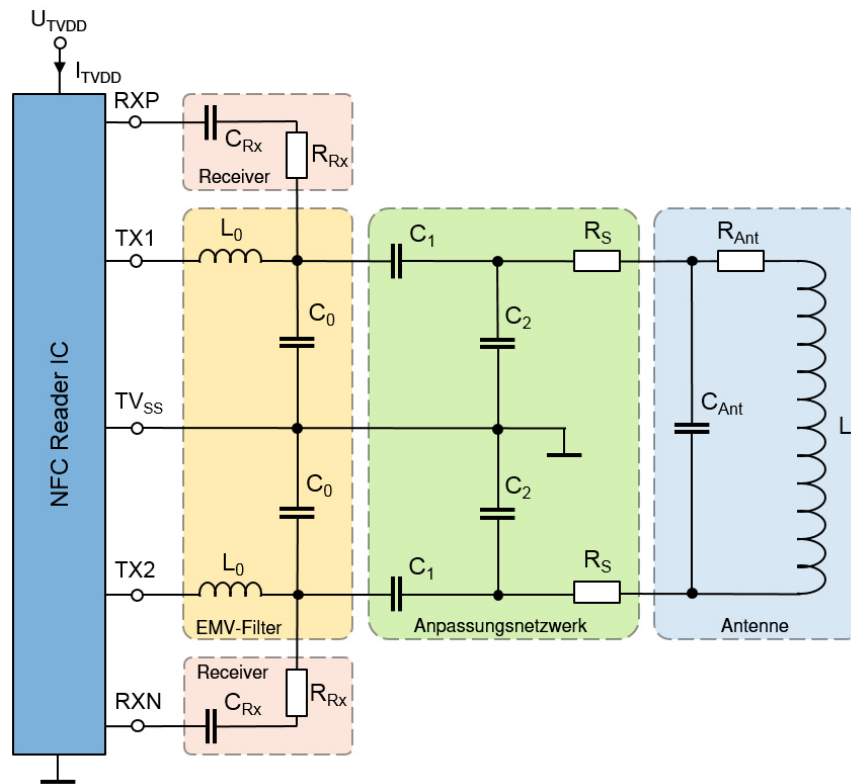 U_TVDD
I_TVDD
RXP
C_Rx
R_Rx
Receiver
TX1
L_0
C_1
R_S
R_Ant
C_0
C_2
NFC Reader IC
TV_SS
C_Ant
L
C_0
C_2
TX2
L_0
C_1
R_S
EMV-Filter
Anpassungsnetzwerk
Antenne
Receiver
RXN
C_Rx
R_Rx